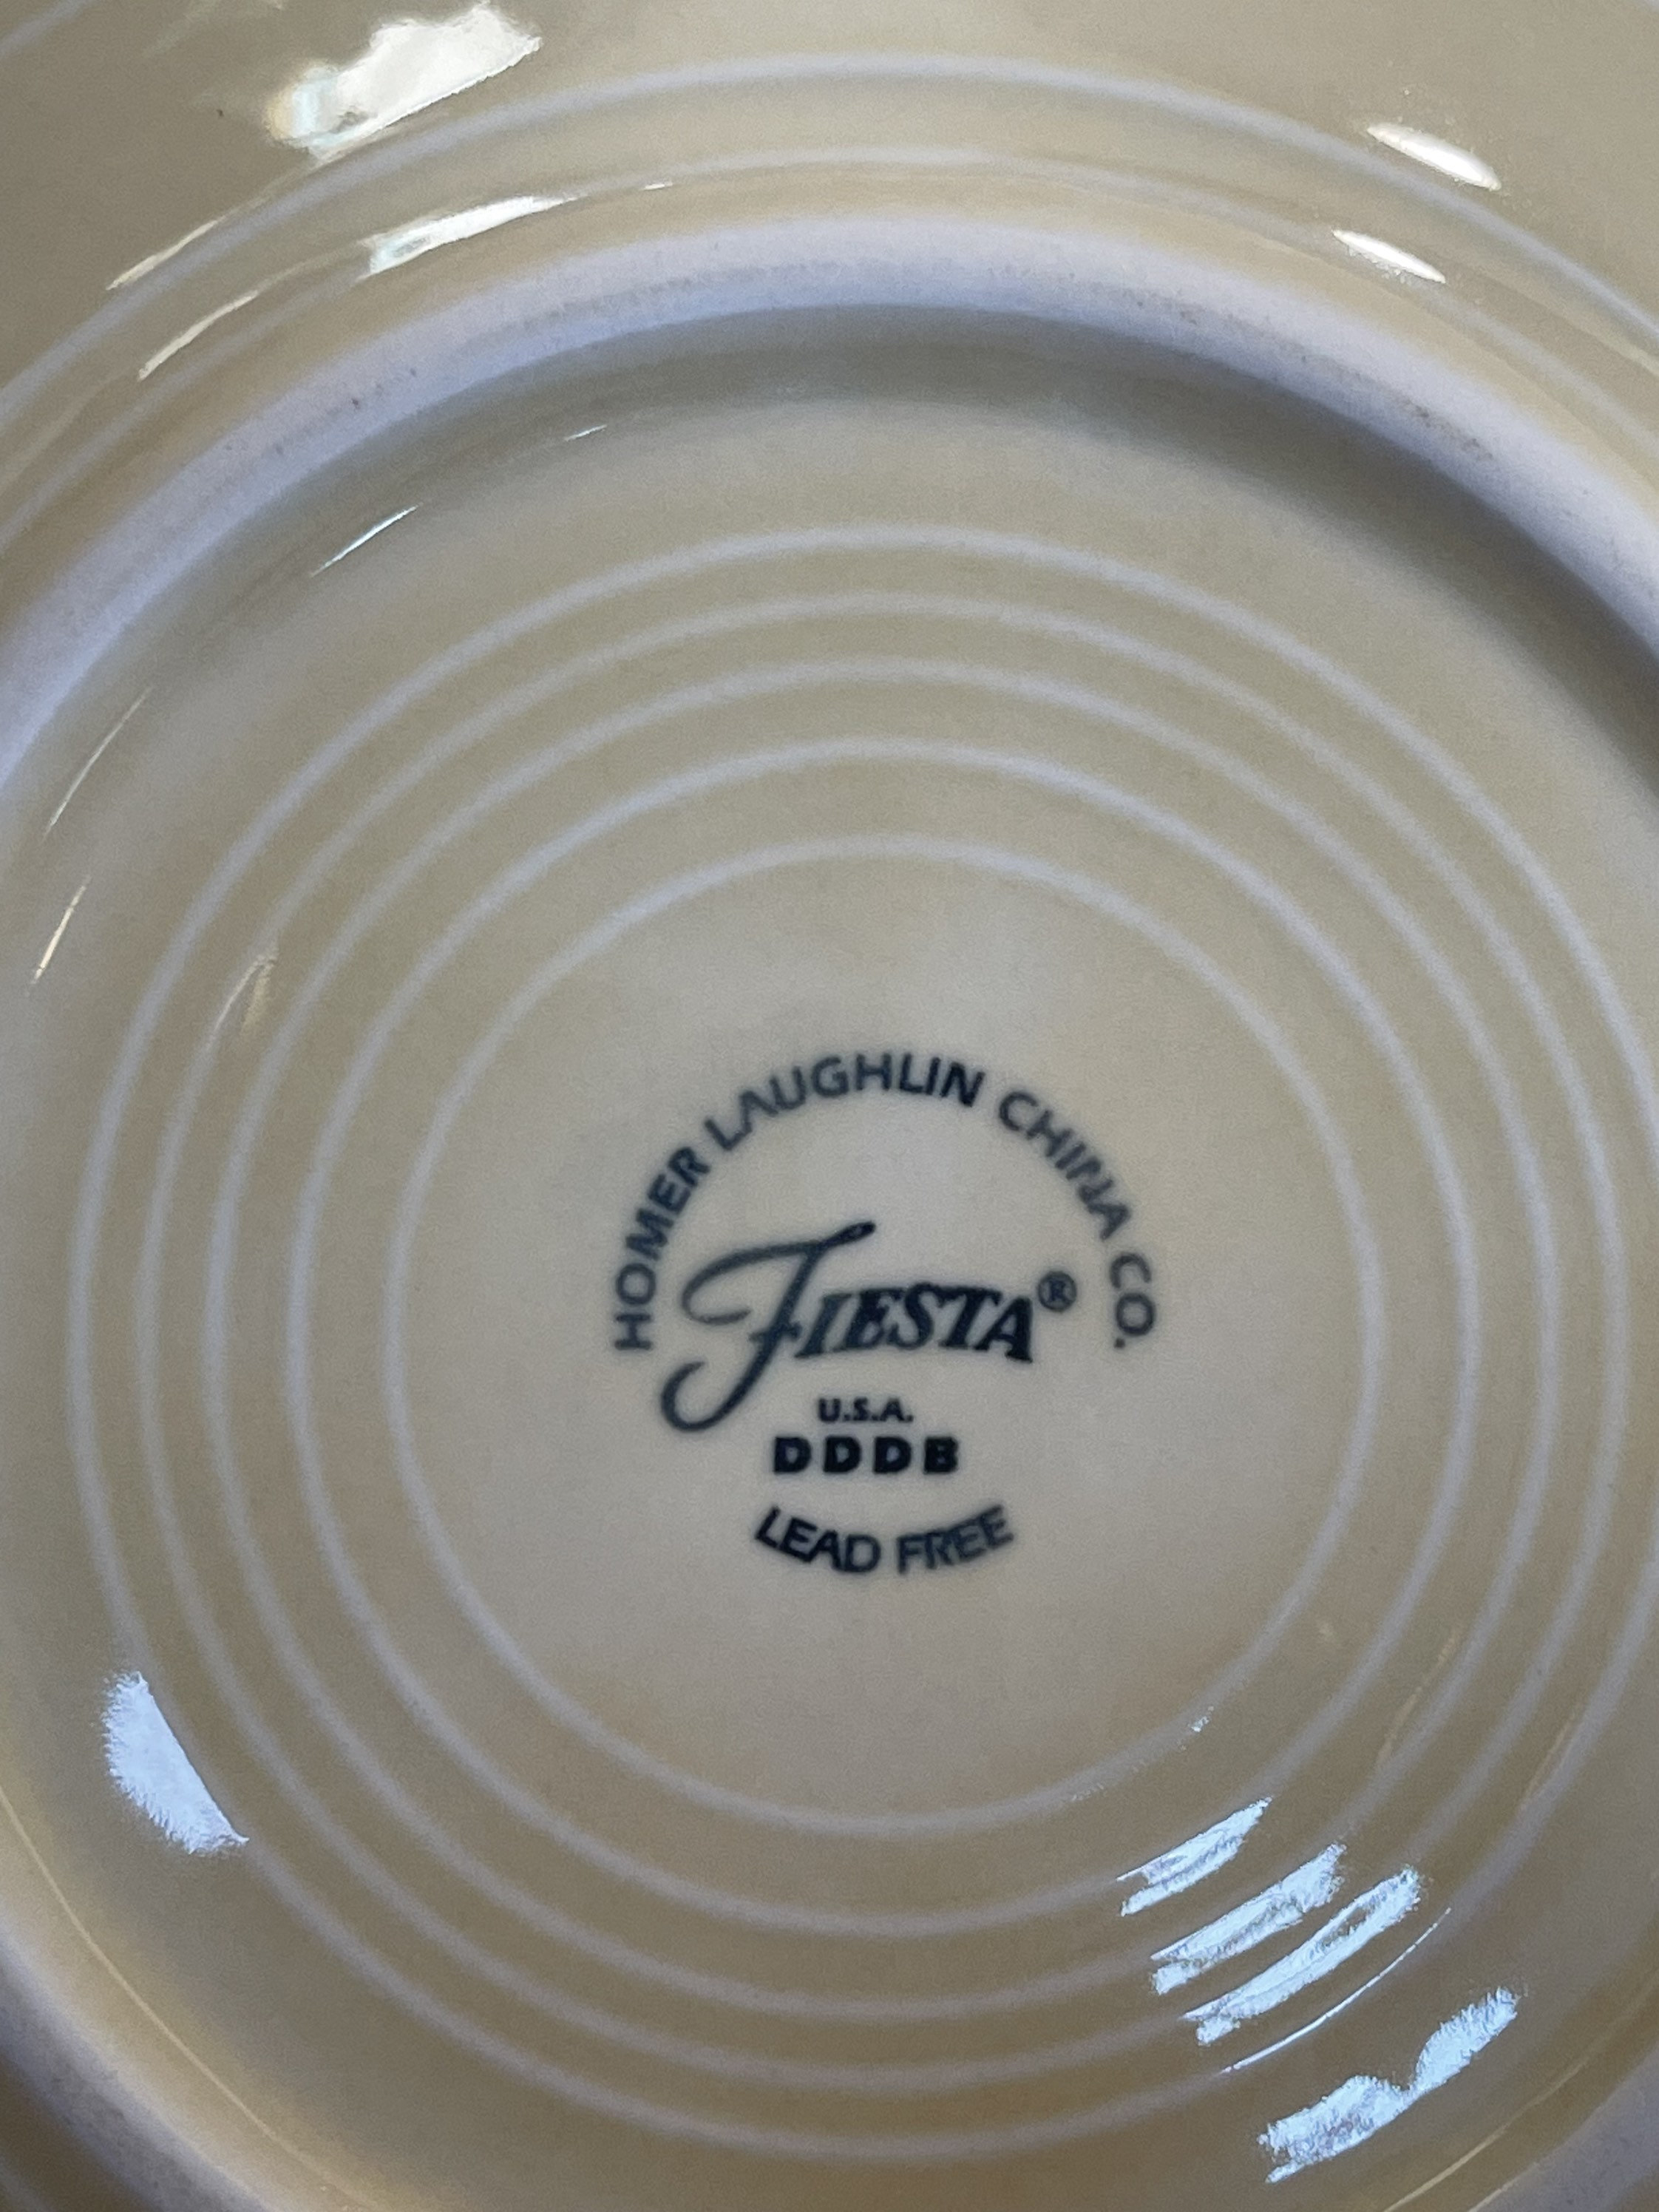 HOMER LAUGHLIN CHINA CO.
FIESTA®
U.S.A.
DDDB
LEAD FREE